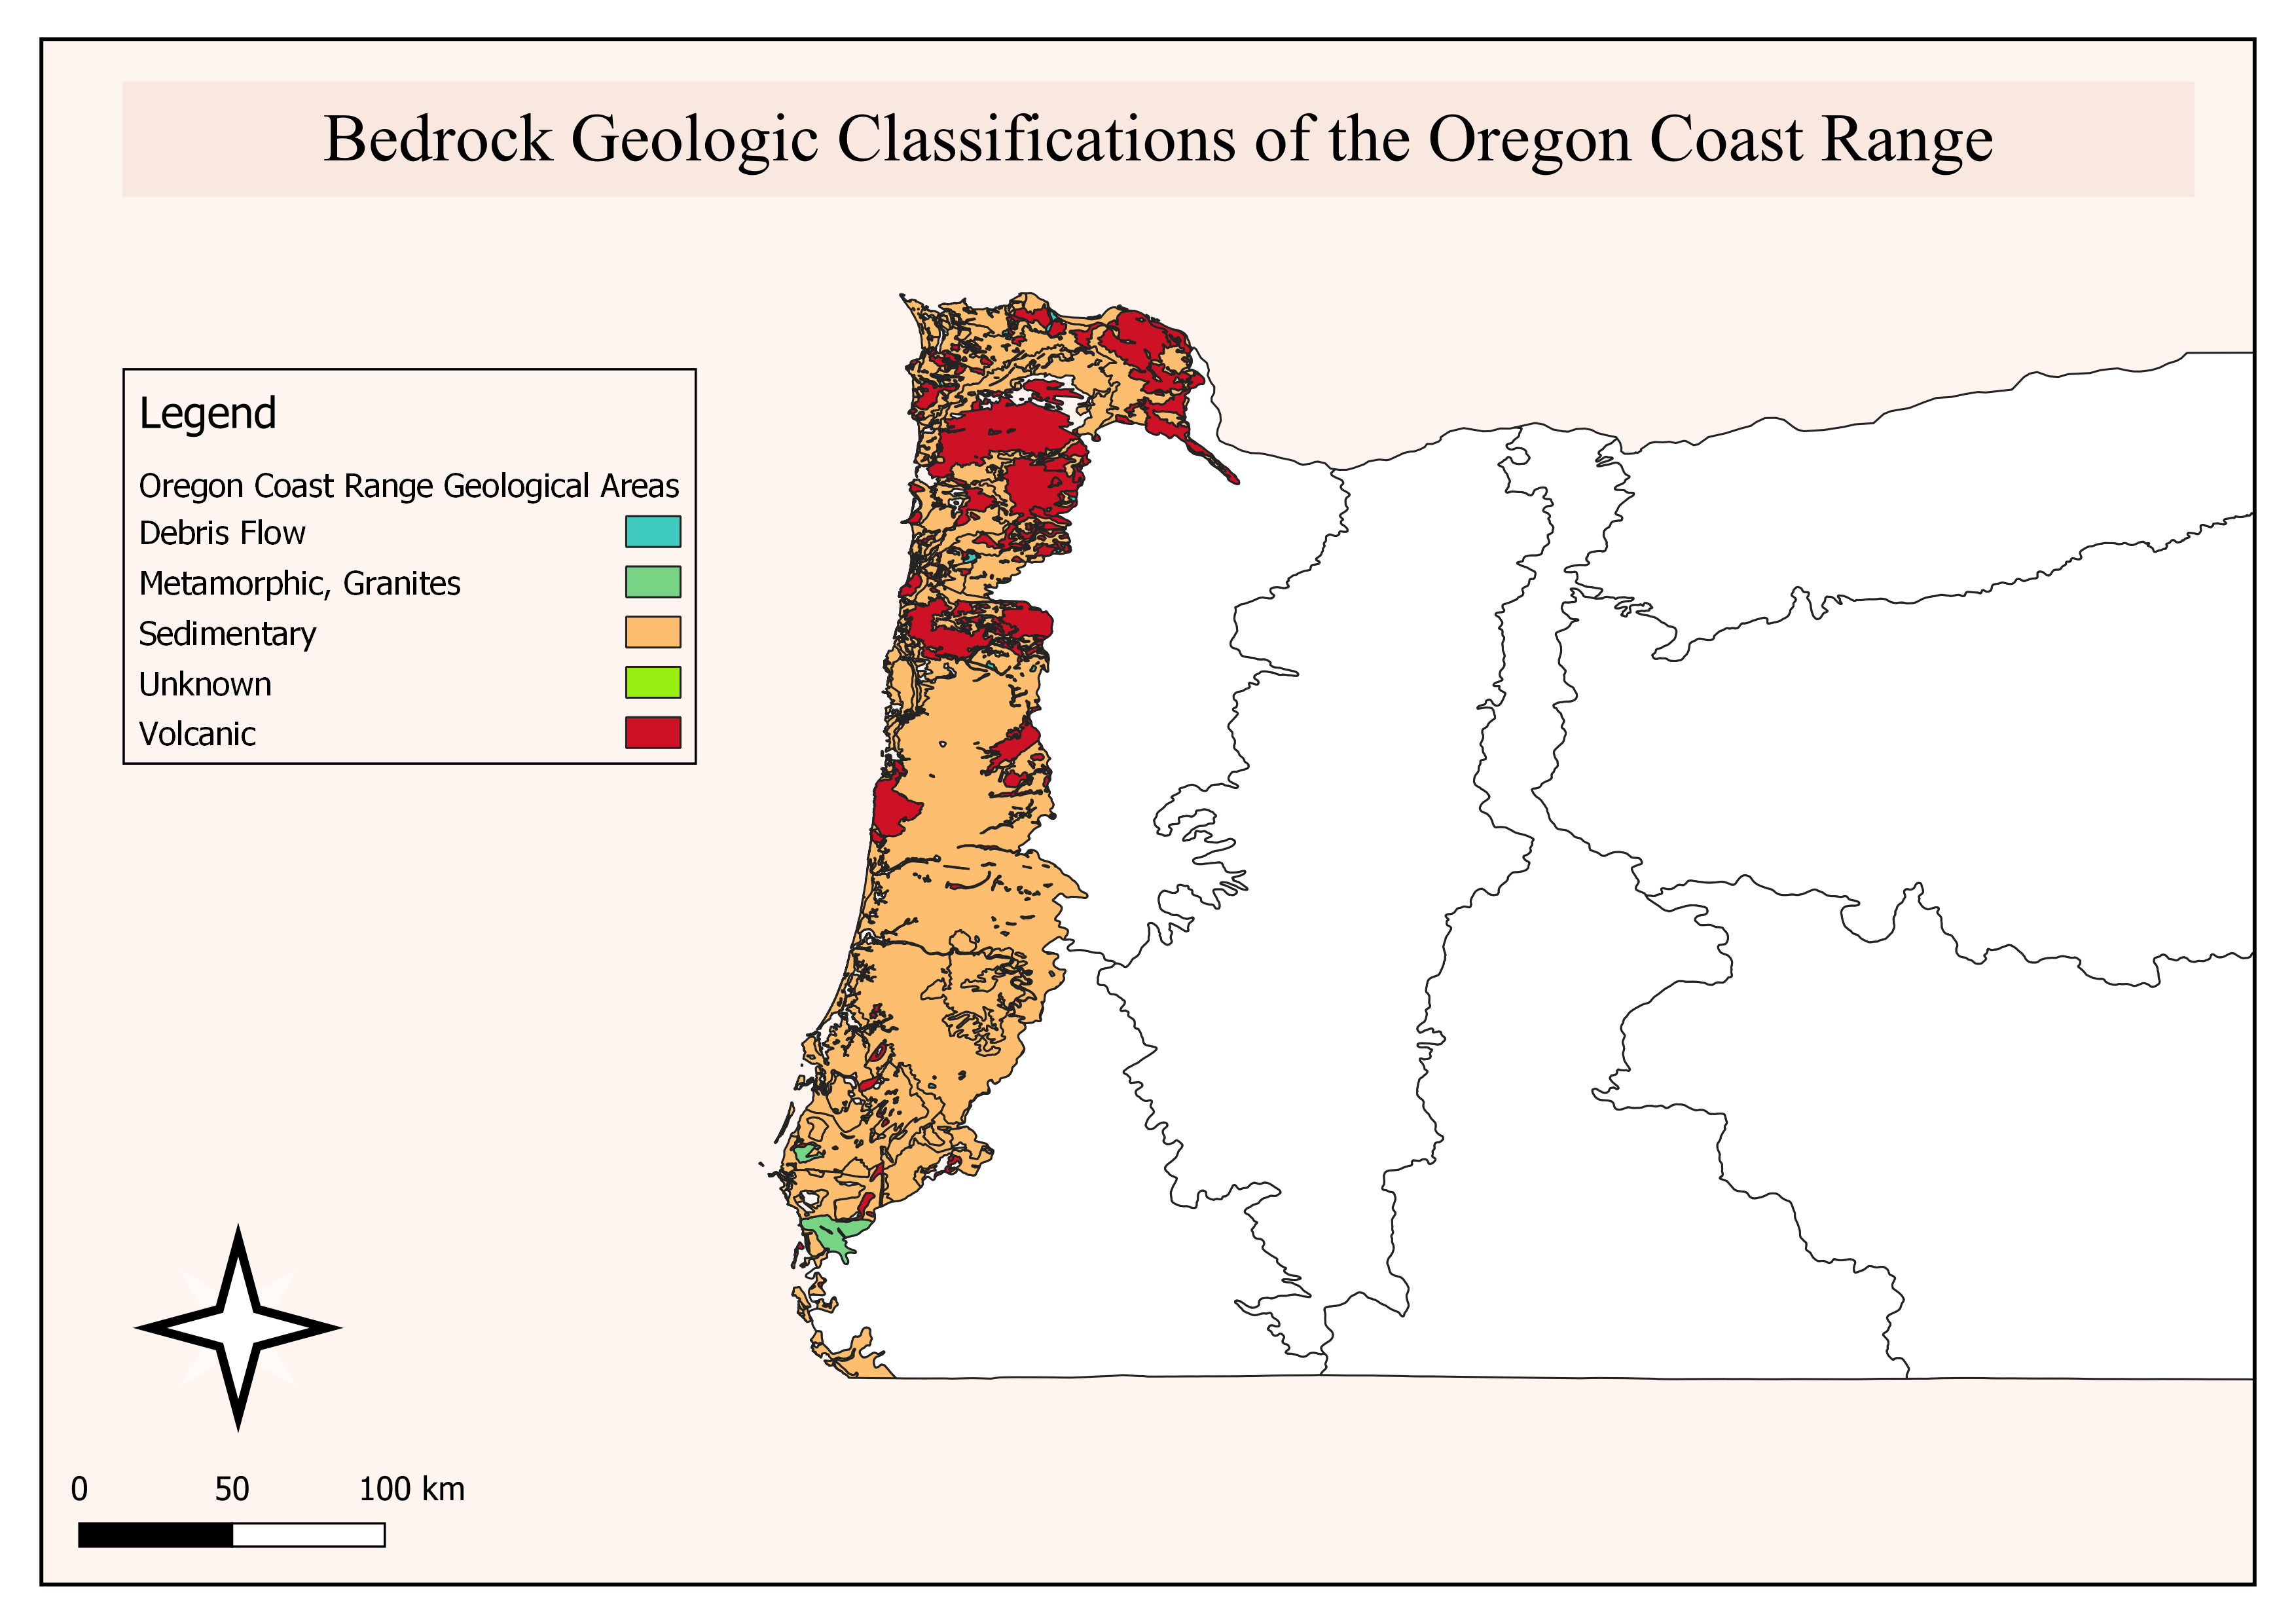 Bedrock Geologic Classifications of the Oregon Coast Range
Legend
Oregon Coast Range Geological Areas
Debris Flow
Metamorphic, Granites
Sedimentary
Unknown
Volcanic
0 50 100 km